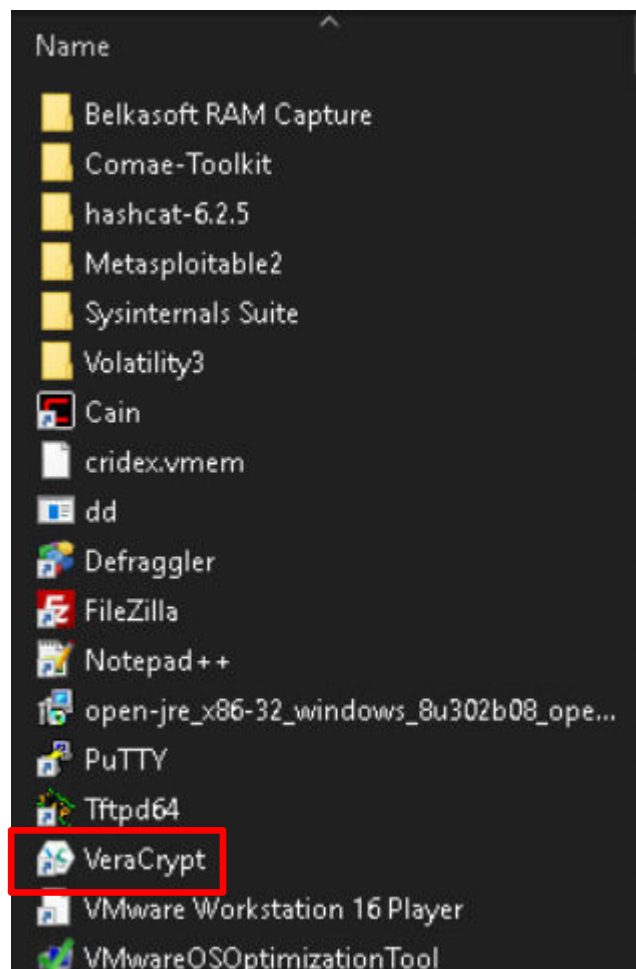 Name
Belkasoft RAM Capture
Comae-Toolkit
hashcat-6.2.5
Metasploitable2
Sysinternals Suite
Volatility3
Cain
cridex.vmem
dd
Defraggler
FileZilla
Notepad++
open-jre_x86-32_windows_8u302b08_ope...
PuTTY
Tftpd64
VeraCrypt
VMware Workstation 16 Player
VMwareOSOptimizationTool